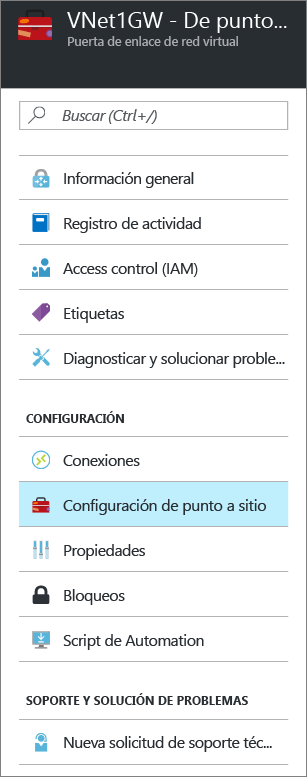 VNet1GW - De punto...
Puerta de enlace de red virtual
Buscar (Ctrl+/)
Información general
Registro de actividad
Access control (IAM)
Etiquetas
Diagnosticar y solucionar proble...
CONFIGURACIÓN
Conexiones
Configuración de punto a sitio
Propiedades
Bloqueos
Script de Automation
SOPORTE Y SOLUCIÓN DE PROBLEMAS
Nueva solicitud de soporte téc...